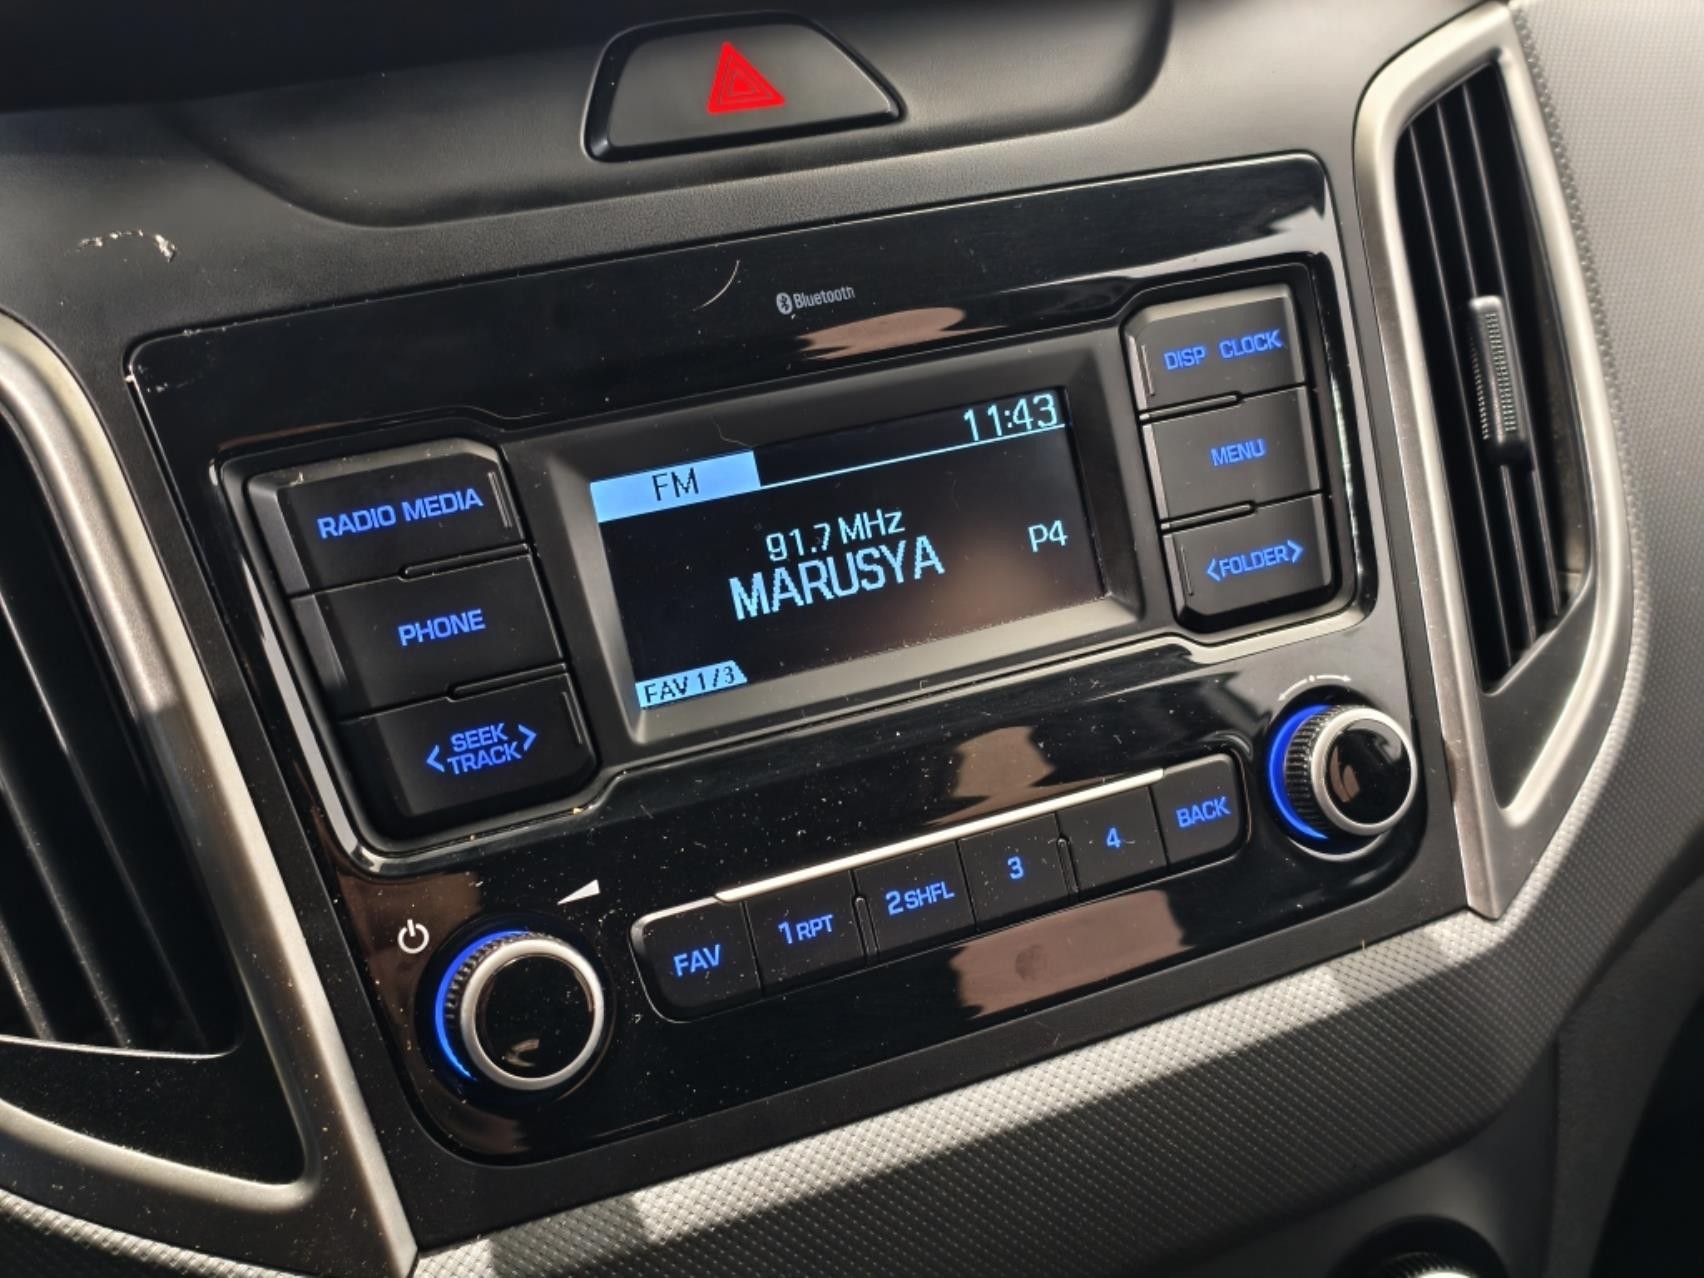 Bluetooth
DISP CLOCK
11:43
FM
MENU
RADIO MEDIA
91.7 MHz
P4
MARUSYA
<FOLDER>
PHONE
FAV 1/3
< SEEK >
TRACK
BACK
4
3
2 SHFL
1 RPT
FAV